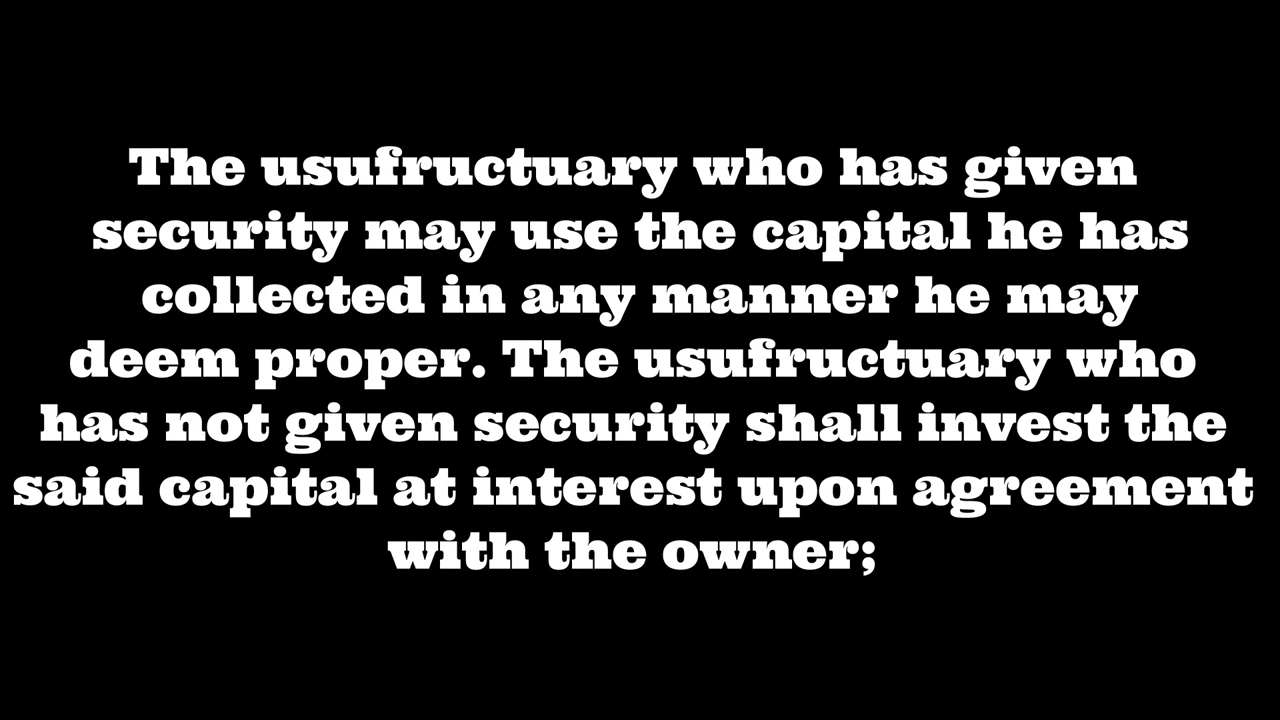 The usufructuary who has given
security may use the capital he has
collected in any manner he may
deem proper. The usufructuary who
has not given security shall invest the
said capital at interest upon agreement
with the owner;